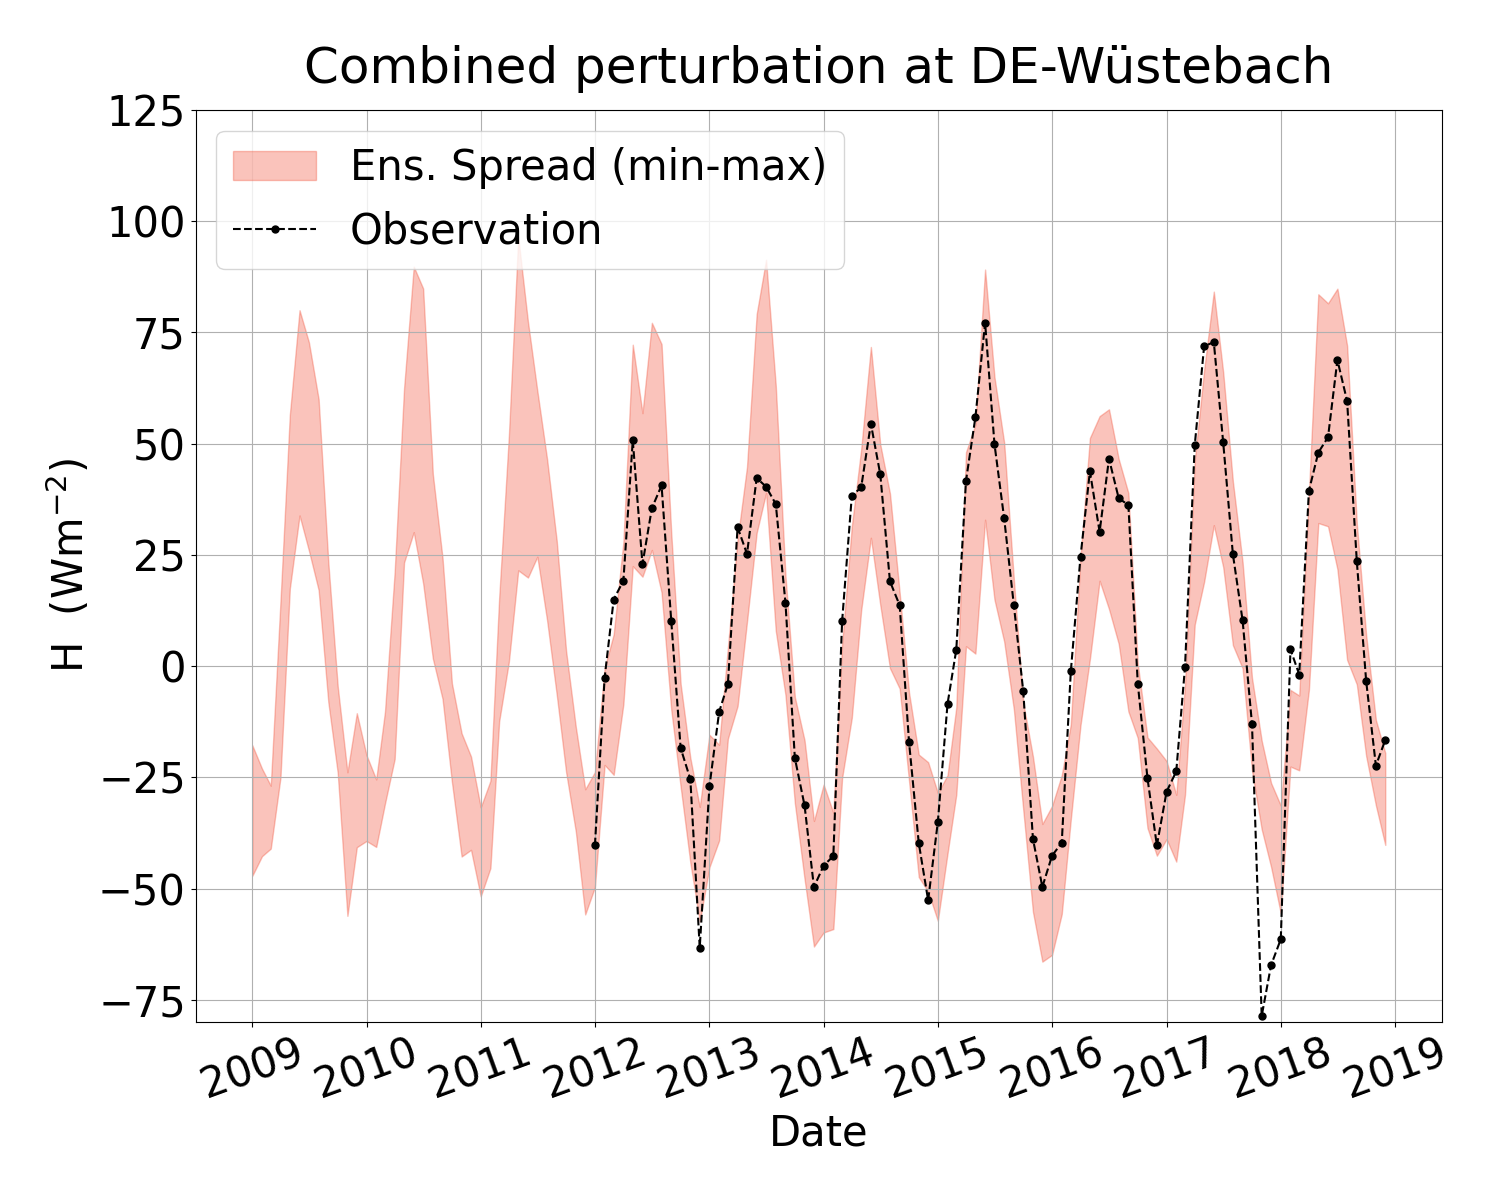 Combined perturbation at DE-Wüstebach
125
100
75
50
25
0
−25
−50
−75
H (Wm⁻²)
Ens. Spread (min-max)
Observation
2009 2010 2011 2012 2013 2014 2015 2016 2017 2018 2019
Date